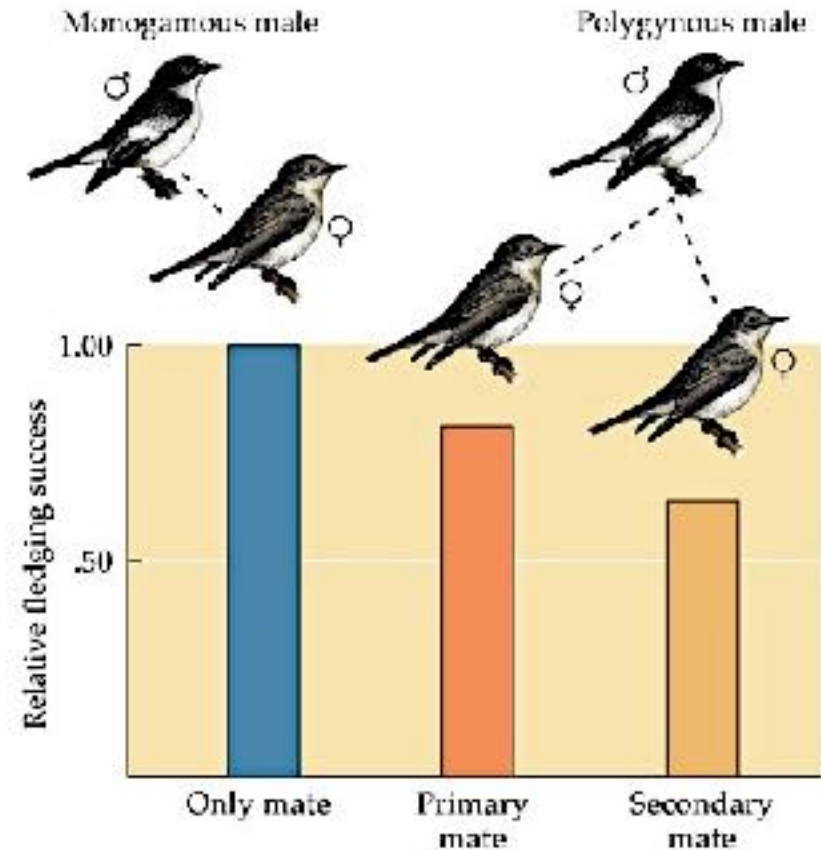 Monogamous male
Polygynous male
♂
♂
♀
♀
♀
1.00
.50
Relative fledging success
Only mate
Primary
mate
Secondary
mate